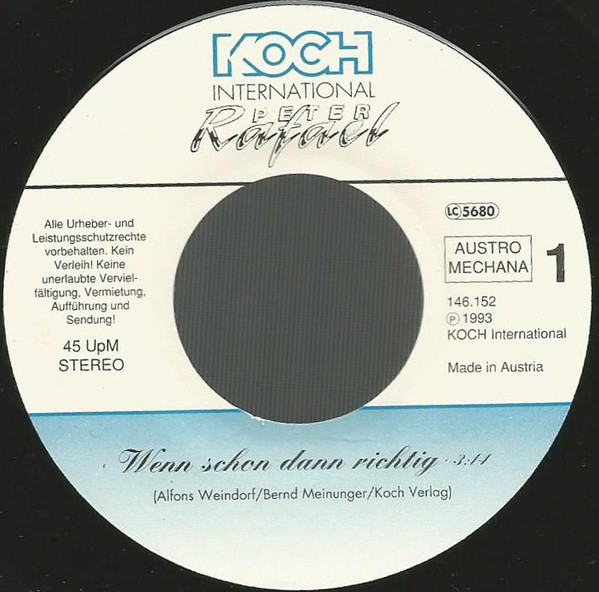 KOCH
INTERNATIONAL
PETER
Rafael
Alle Urheber- und
Leistungsschutzrechte
vorbehalten. Kein
Verleih! Keine
unerlaubte Verviel-
fältigung, Vermietung,
Aufführung und
Sendung!
45 UpM
STEREO
LC 5680
AUSTRO
MECHANA
1
146.152
Ⓟ 1993
KOCH International
Made in Austria
Wenn schon dann richtig · 3:44
(Alfons Weindorf/Bernd Meinunger/Koch Verlag)